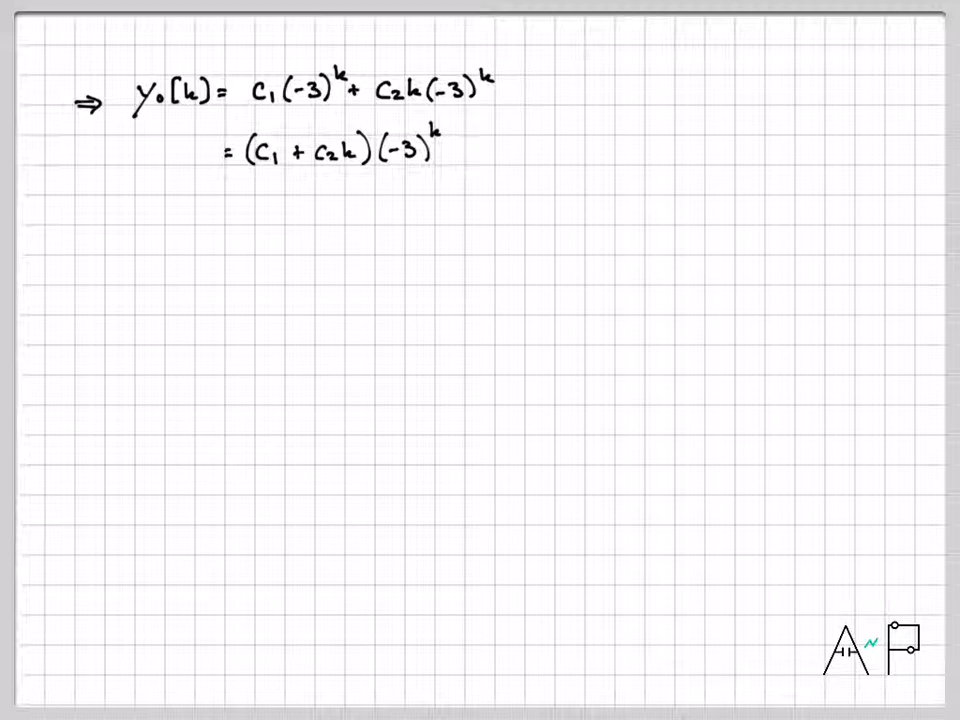 ⇒ y₀[k] = c₁(-3)ᵏ + c₂k(-3)ᵏ
= (c₁ + c₂k)(-3)ᵏ
A~P